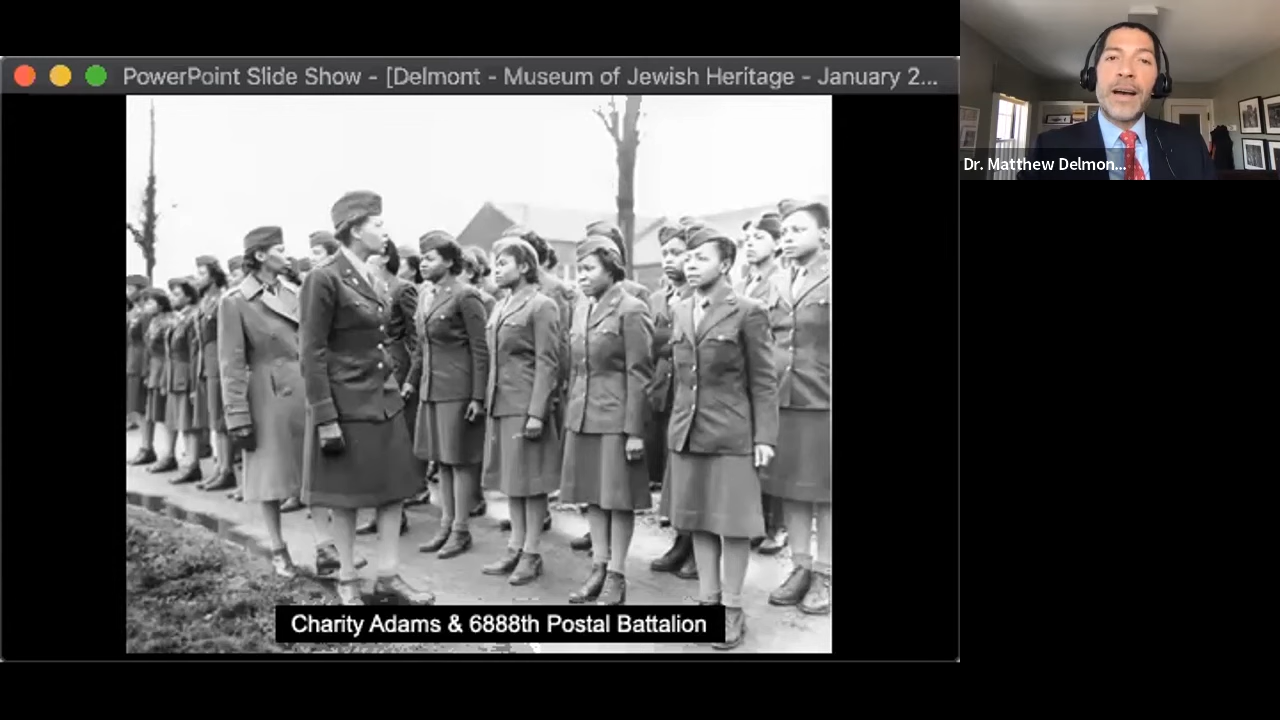 PowerPoint Slide Show - [Delmont - Museum of Jewish Heritage - January 2...
Dr. Matthew Delmon...
Charity Adams & 6888th Postal Battalion